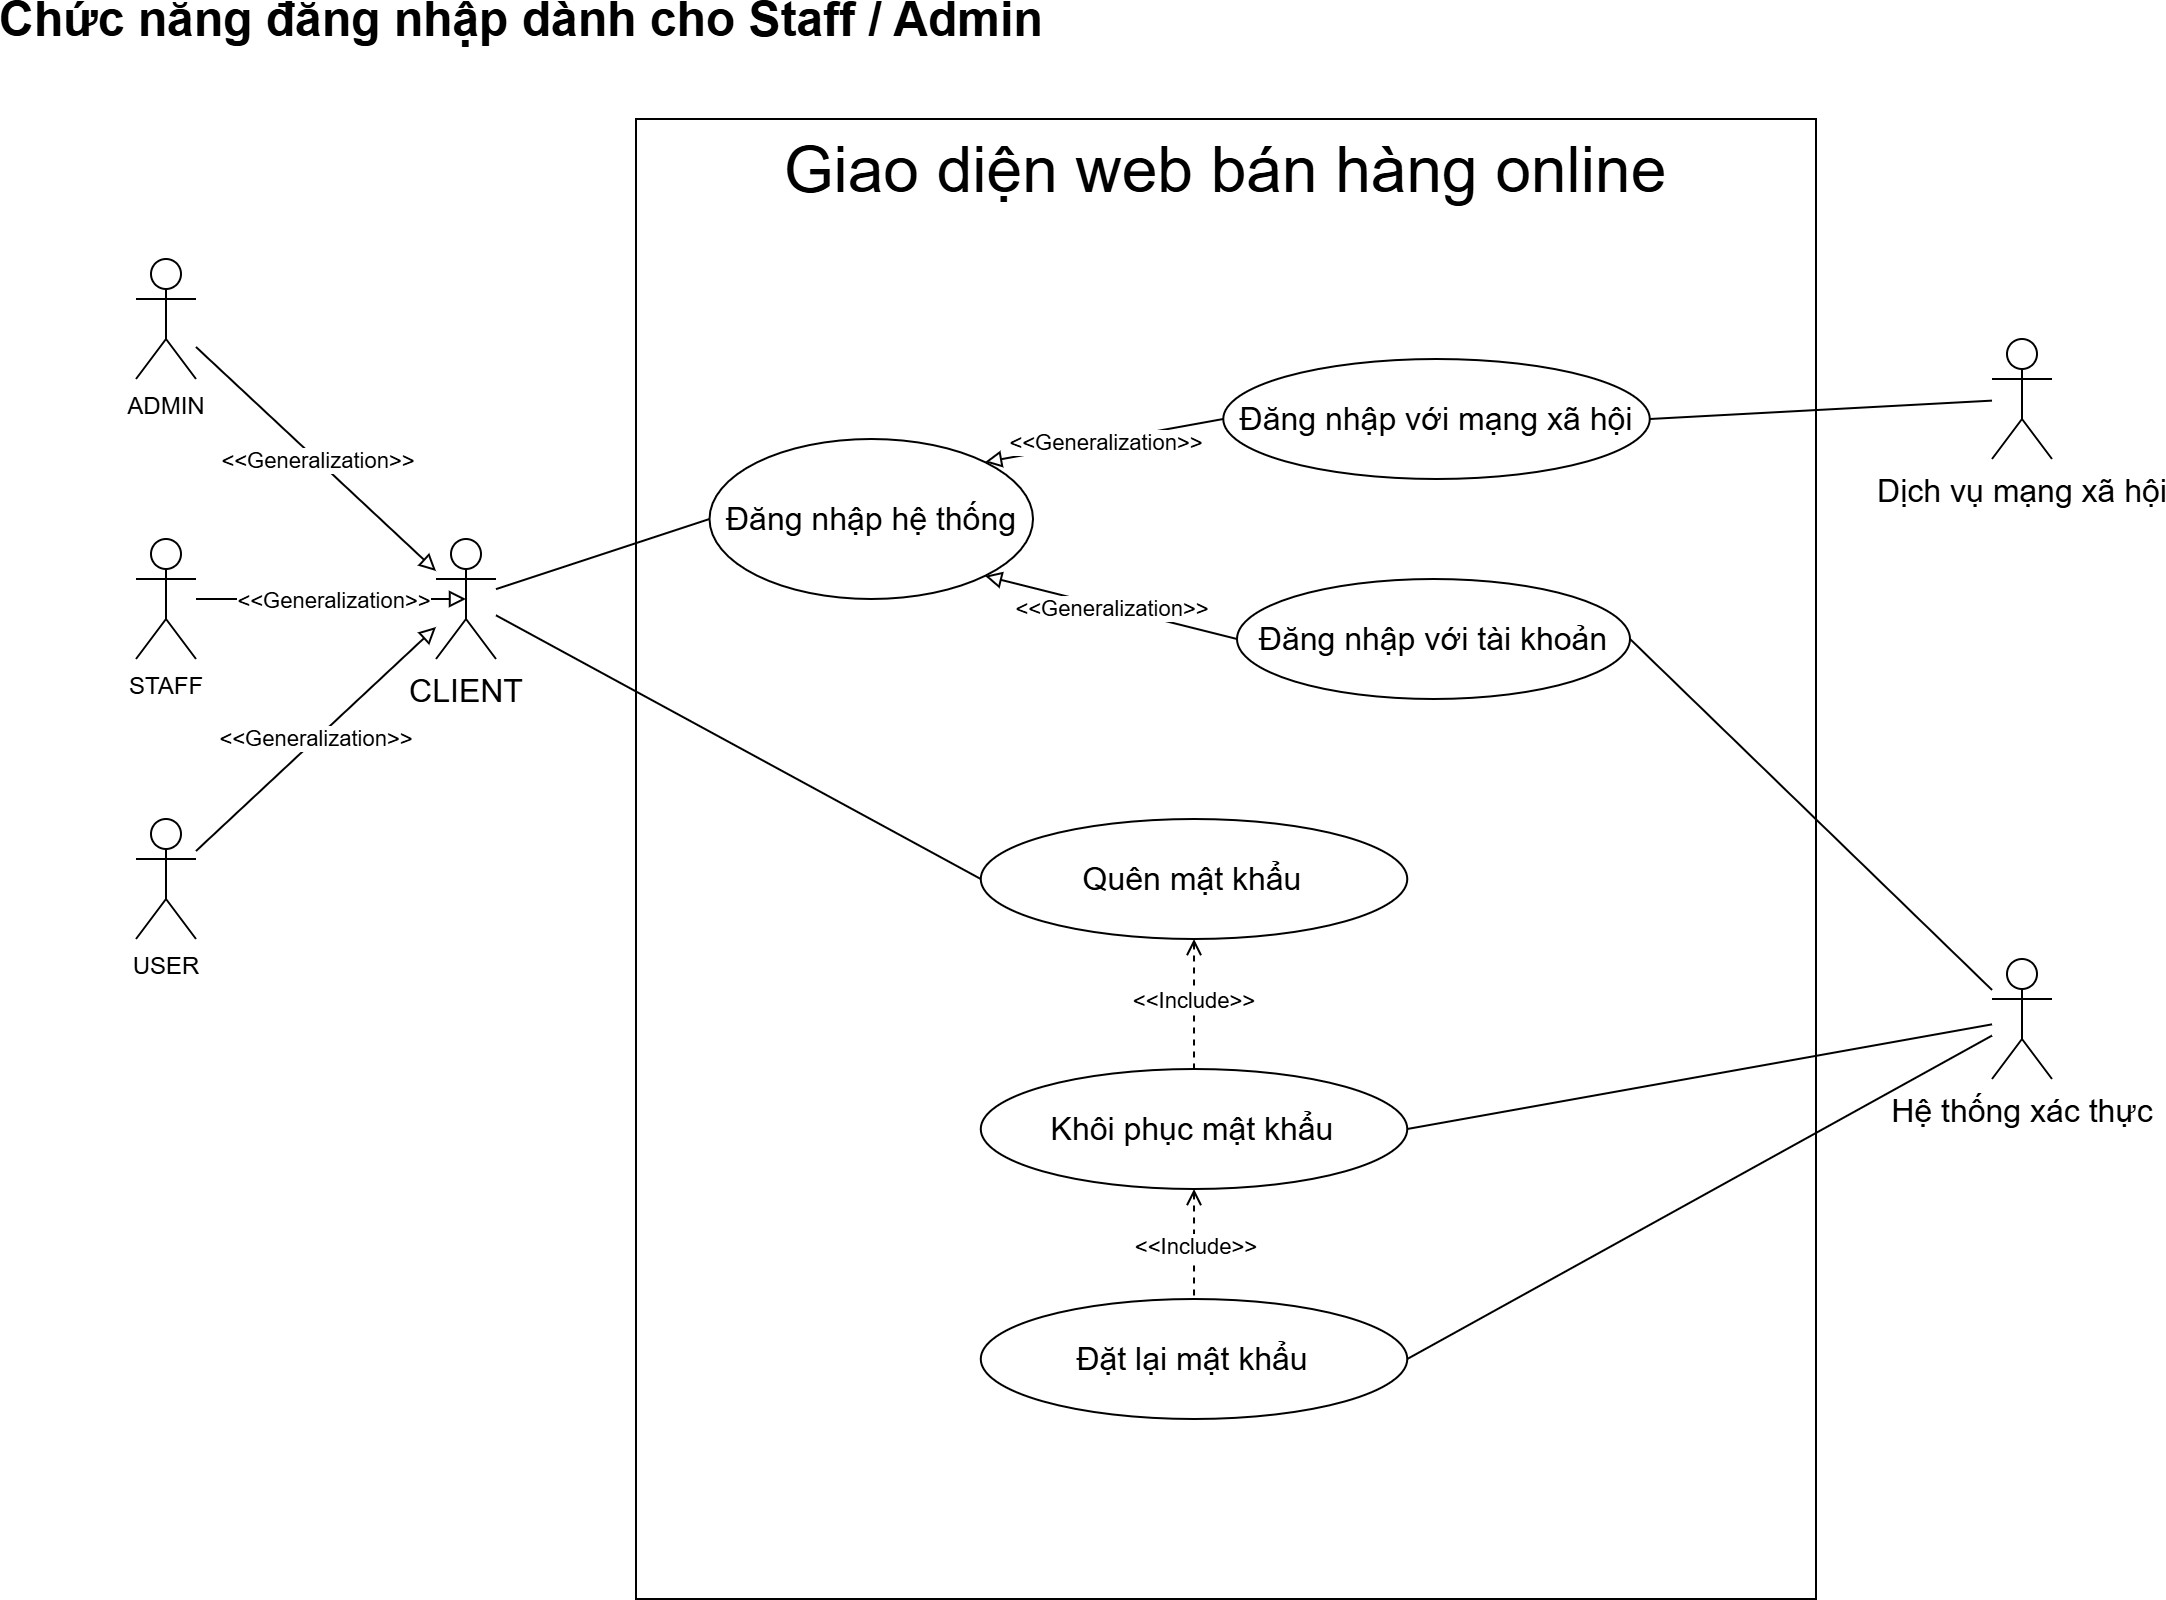 Chức năng đăng nhập dành cho Staff / Admin
Giao diện web bán hàng online
ADMIN
<<Generalization>>
STAFF
<<Generalization>>
CLIENT
<<Generalization>>
USER
Đăng nhập hệ thống
<<Generalization>>
Đăng nhập với mạng xã hội
<<Generalization>>
Đăng nhập với tài khoản
Quên mật khẩu
<<Include>>
Khôi phục mật khẩu
<<Include>>
Đặt lại mật khẩu
Dịch vụ mạng xã hội
Hệ thống xác thực